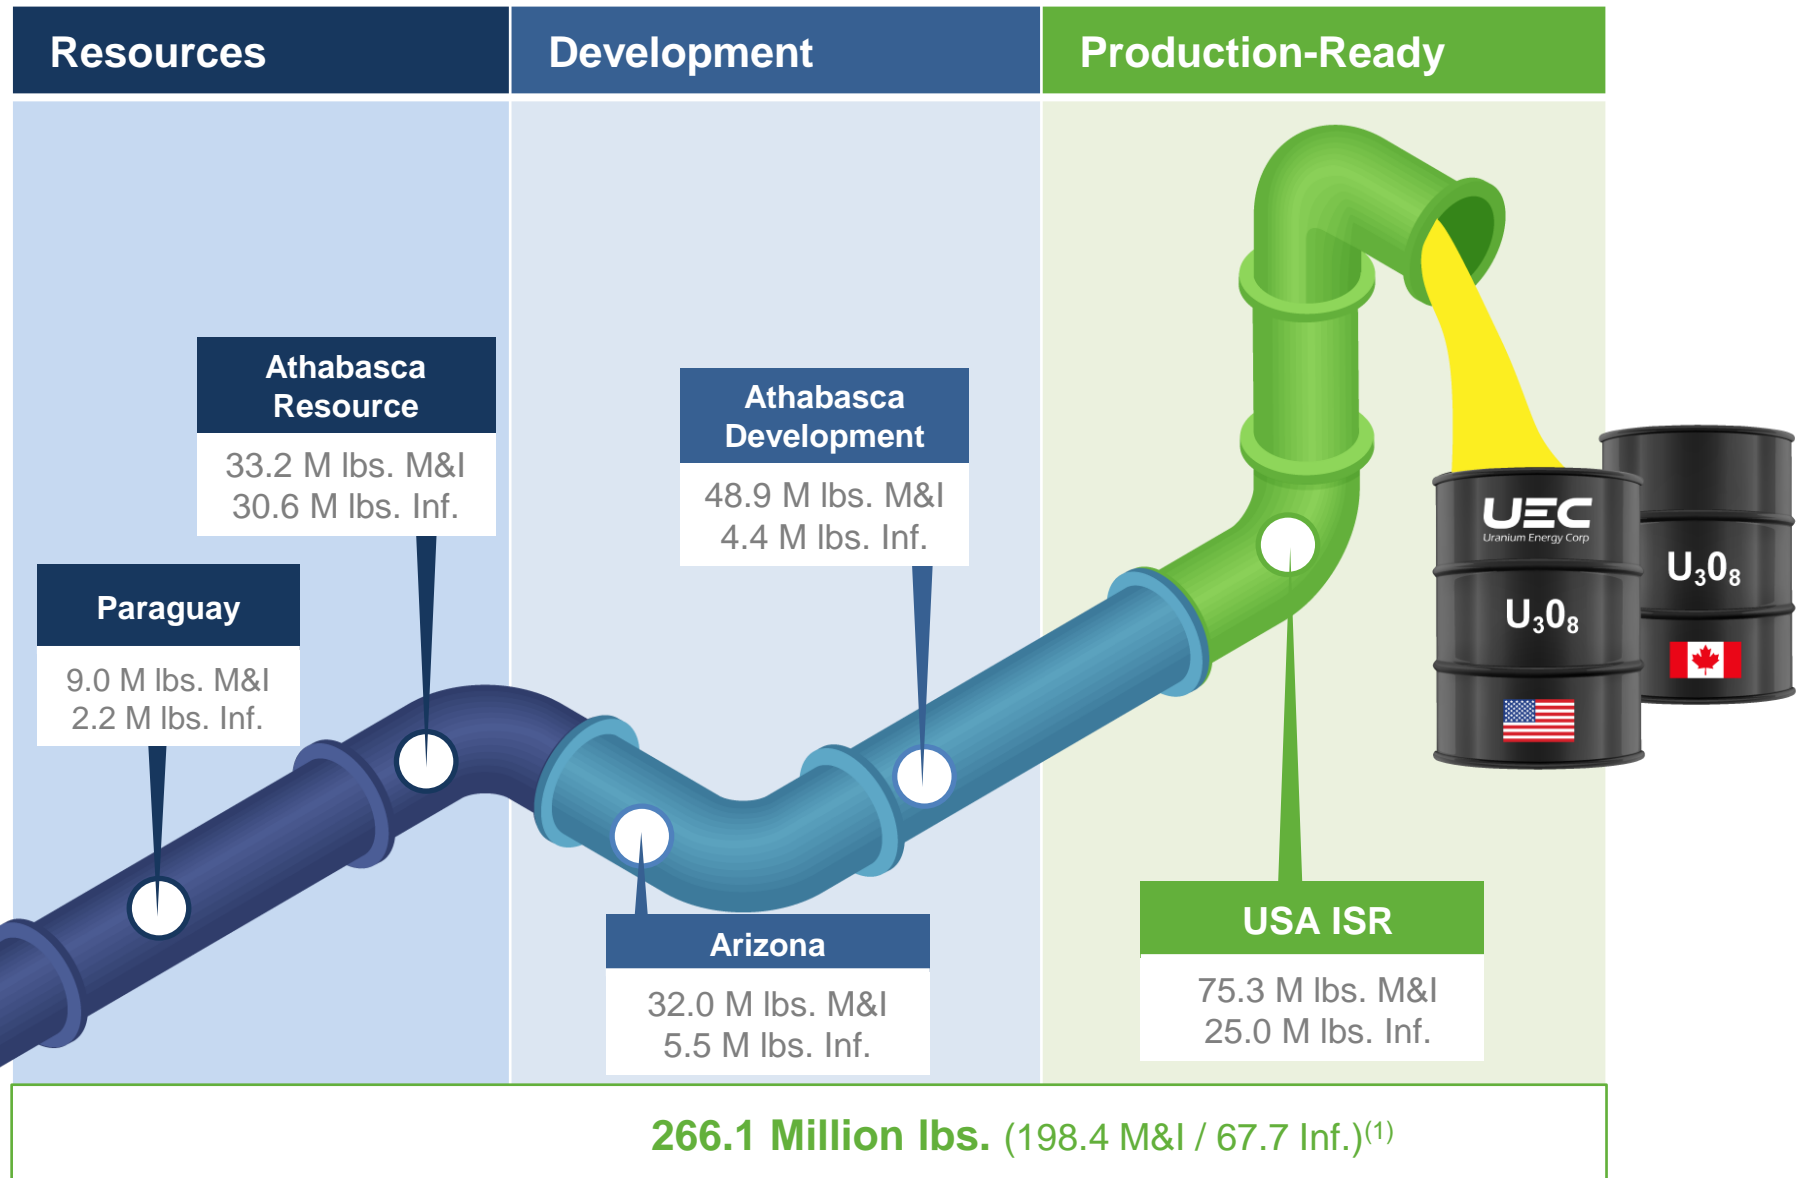 Resources
Development
Production-Ready
Athabasca
Resource
33.2 M lbs. M&I
30.6 M lbs. Inf.
Athabasca
Development
48.9 M lbs. M&I
4.4 M lbs. Inf.
Paraguay
9.0 M lbs. M&I
2.2 M lbs. Inf.
UEC
Uranium Energy Corp
U₃0₈
U₃0₈
Arizona
32.0 M lbs. M&I
5.5 M lbs. Inf.
USA ISR
75.3 M lbs. M&I
25.0 M lbs. Inf.
266.1 Million lbs. (198.4 M&I / 67.7 Inf.)⁽¹⁾